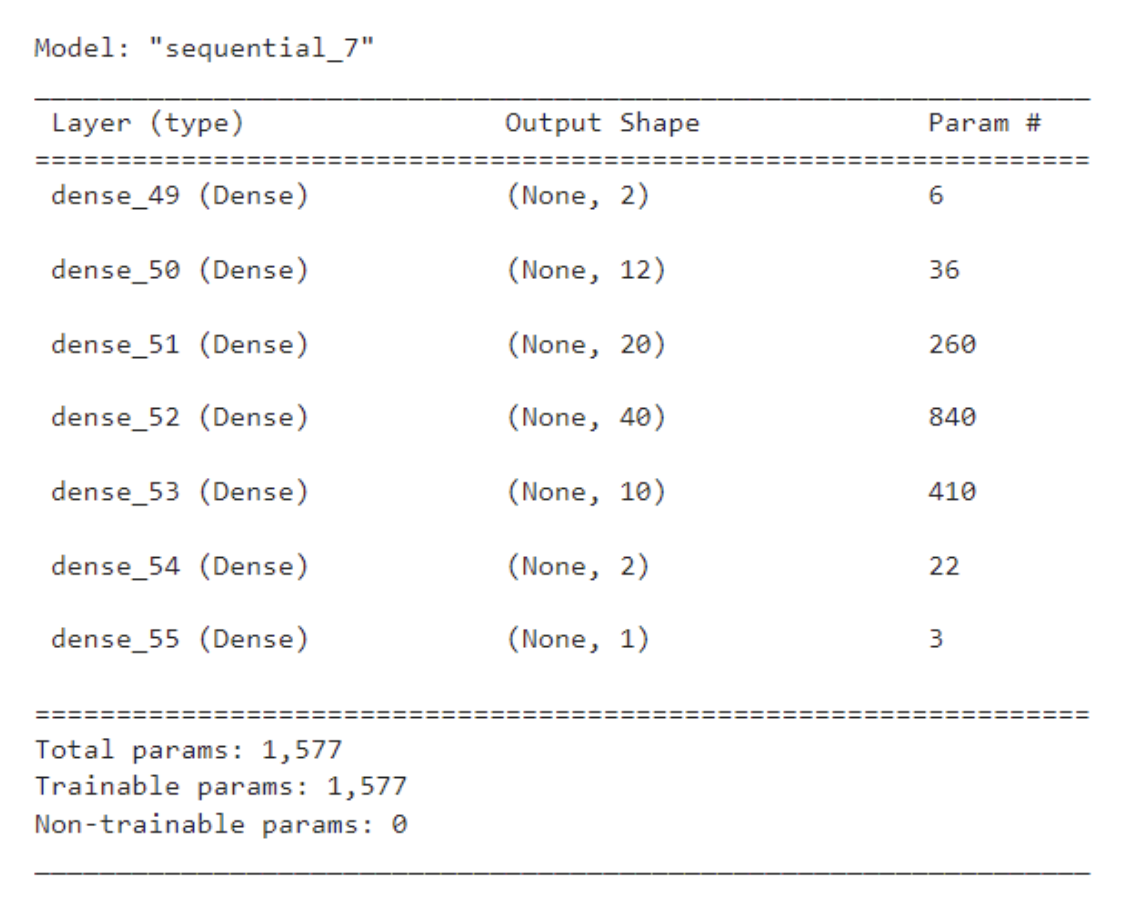 Model: "sequential_7"
Layer (type) Output Shape Param #
=================================================================
dense_49 (Dense) (None, 2) 6
dense_50 (Dense) (None, 12) 36
dense_51 (Dense) (None, 20) 260
dense_52 (Dense) (None, 40) 840
dense_53 (Dense) (None, 10) 410
dense_54 (Dense) (None, 2) 22
dense_55 (Dense) (None, 1) 3
=================================================================
Total params: 1,577
Trainable params: 1,577
Non-trainable params: 0